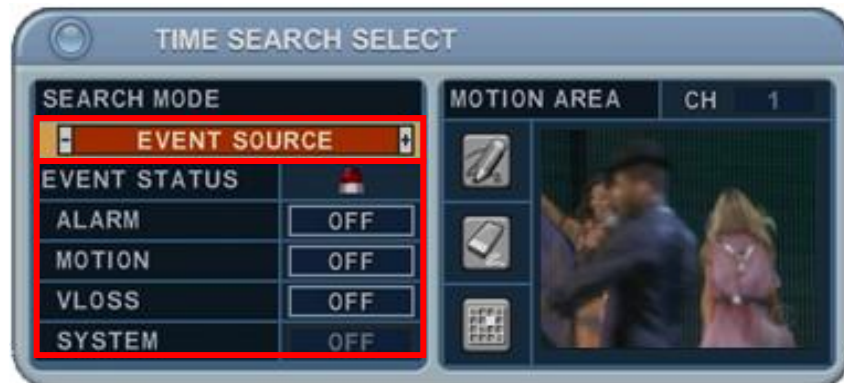 TIME SEARCH SELECT
SEARCH MODE
- EVENT SOURCE +
EVENT STATUS
ALARM OFF
MOTION OFF
VLOSS OFF
SYSTEM OFF
MOTION AREA CH 1